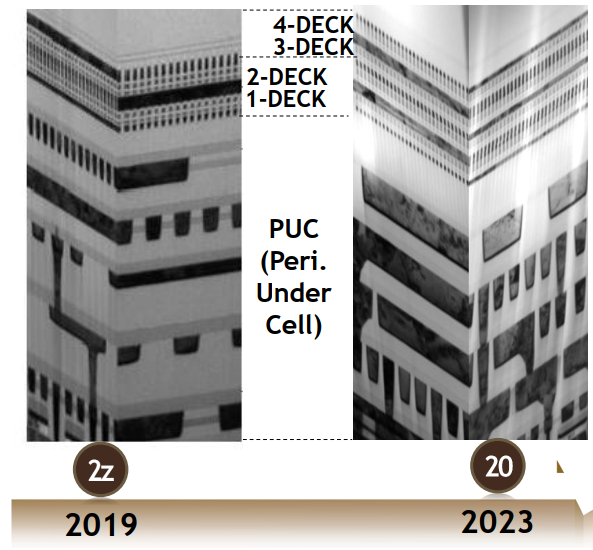 4-DECK
3-DECK
2-DECK
1-DECK
PUC
(Peri.
Under
Cell)
2z
20
2019
2023